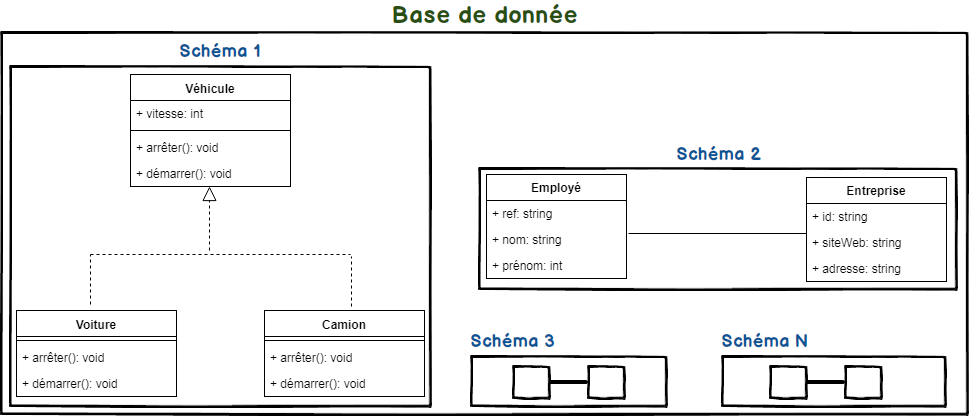 Base de donnée
Schéma 1
Véhicule
+ vitesse: int
+ arrêter(): void
+ démarrer(): void
Voiture
+ arrêter(): void
+ démarrer(): void
Camion
+ arrêter(): void
+ démarrer(): void
Schéma 2
Employé
+ ref: string
+ nom: string
+ prénom: int
Entreprise
+ id: string
+ siteWeb: string
+ adresse: string
Schéma 3
Schéma N